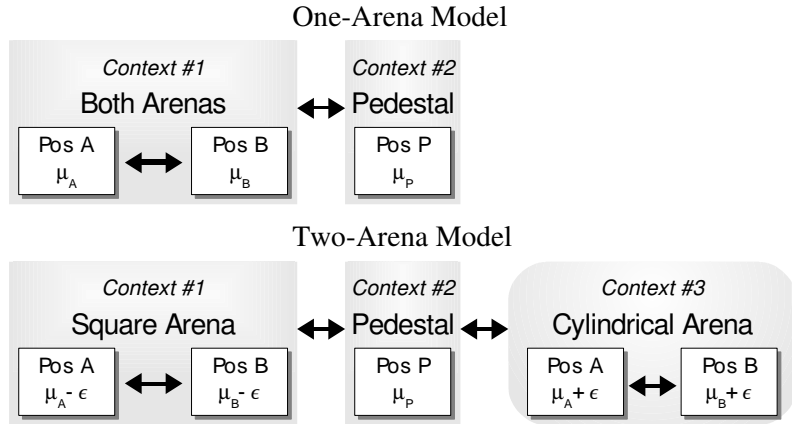 One-Arena Model
Context #1 Context #2
Both Arenas Pedestal
Pos A Pos B Pos P
μA μB μP
Two-Arena Model
Context #1 Context #2 Context #3
Square Arena Pedestal Cylindrical Arena
Pos A Pos B Pos P Pos A Pos B
μA- ϵ μB- ϵ μP μA+ ϵ μB+ ϵ